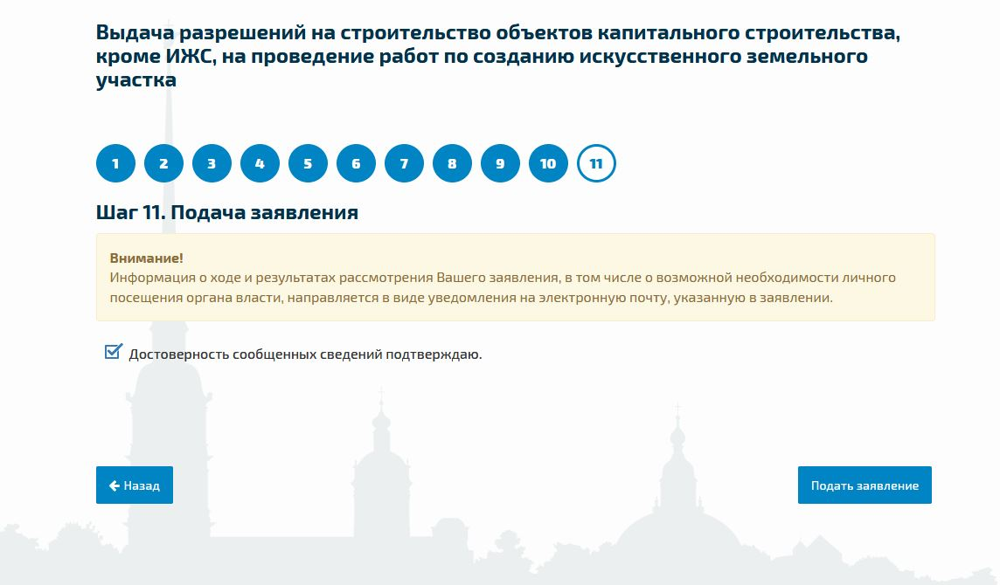 Выдача разрешений на строительство объектов капитального строительства,
кроме ИЖС, на проведение работ по созданию искусственного земельного
участка
1 2 3 4 5 6 7 8 9 10 11
Шаг 11. Подача заявления
Внимание!
Информация о ходе и результатах рассмотрения Вашего заявления, в том числе о возможной необходимости личного
посещения органа власти, направляется в виде уведомления на электронную почту, указанную в заявлении.
Достоверность сообщенных сведений подтверждаю.
Назад Подать заявление